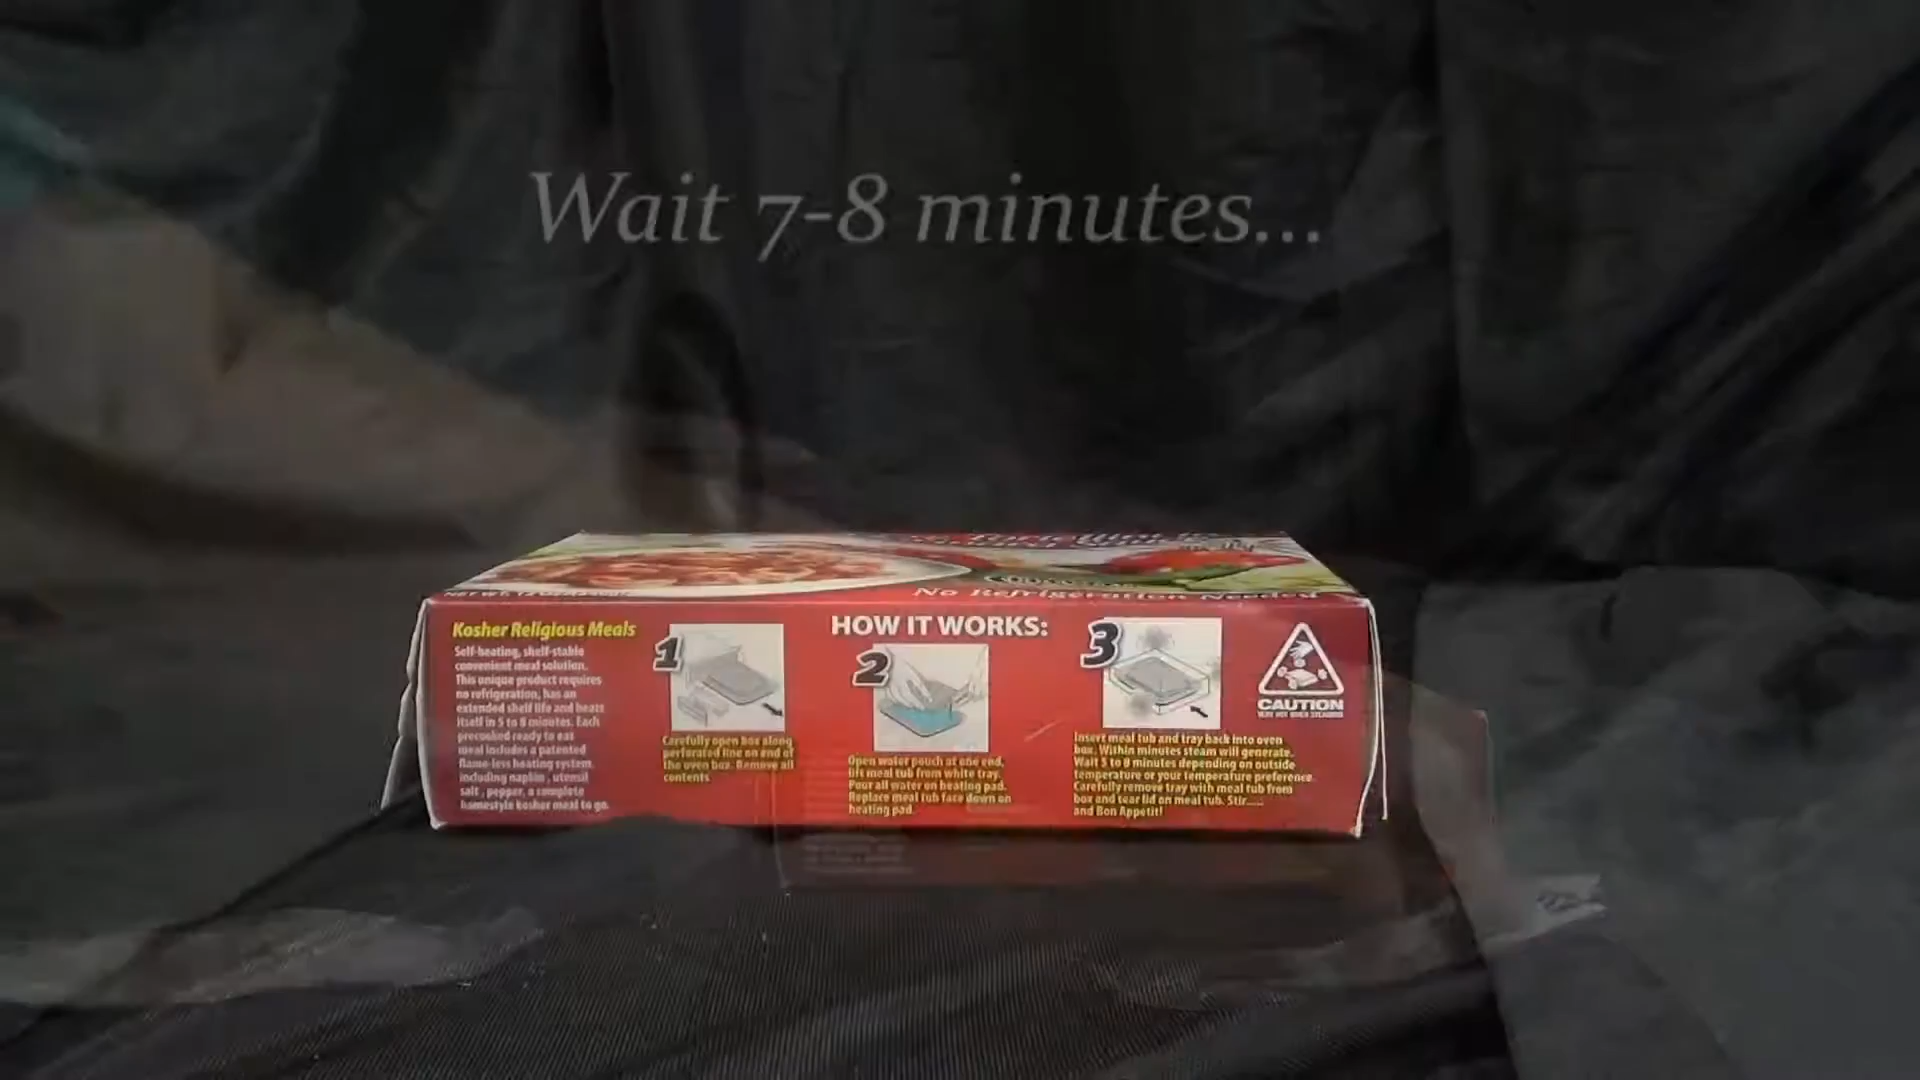 Wait 7-8 minutes...
No Refrigeration Needed
Kosher Religious Meals
Self-heating, shelf-stable
convenient meal solution.
This unique product requires
no refrigeration, has an
extended shelf life and heats
itself in 5 to 8 minutes. Each
precooked ready to eat
meal includes a patented
flame-less heating system,
including napkin, utensil
salt, pepper, a complete
homestyle kosher meal to go.
HOW IT WORKS:
1
Carefully open box along
perforated line on end of
the oven box. Remove all
contents
2
Open water pouch at one end,
lift meal tub from white tray.
Pour all water on heating pad.
Replace meal tub face down on
heating pad.
3
Insert meal tub and tray back into oven
box. Within minutes steam will generate.
Wait 5 to 8 minutes depending on outside
temperature or your temperature preference.
Carefully remove tray with meal tub from
box and tear lid on meal tub. Stir.....
and Bon Appetit!
CAUTION
VERY HOT WHEN STEAMING